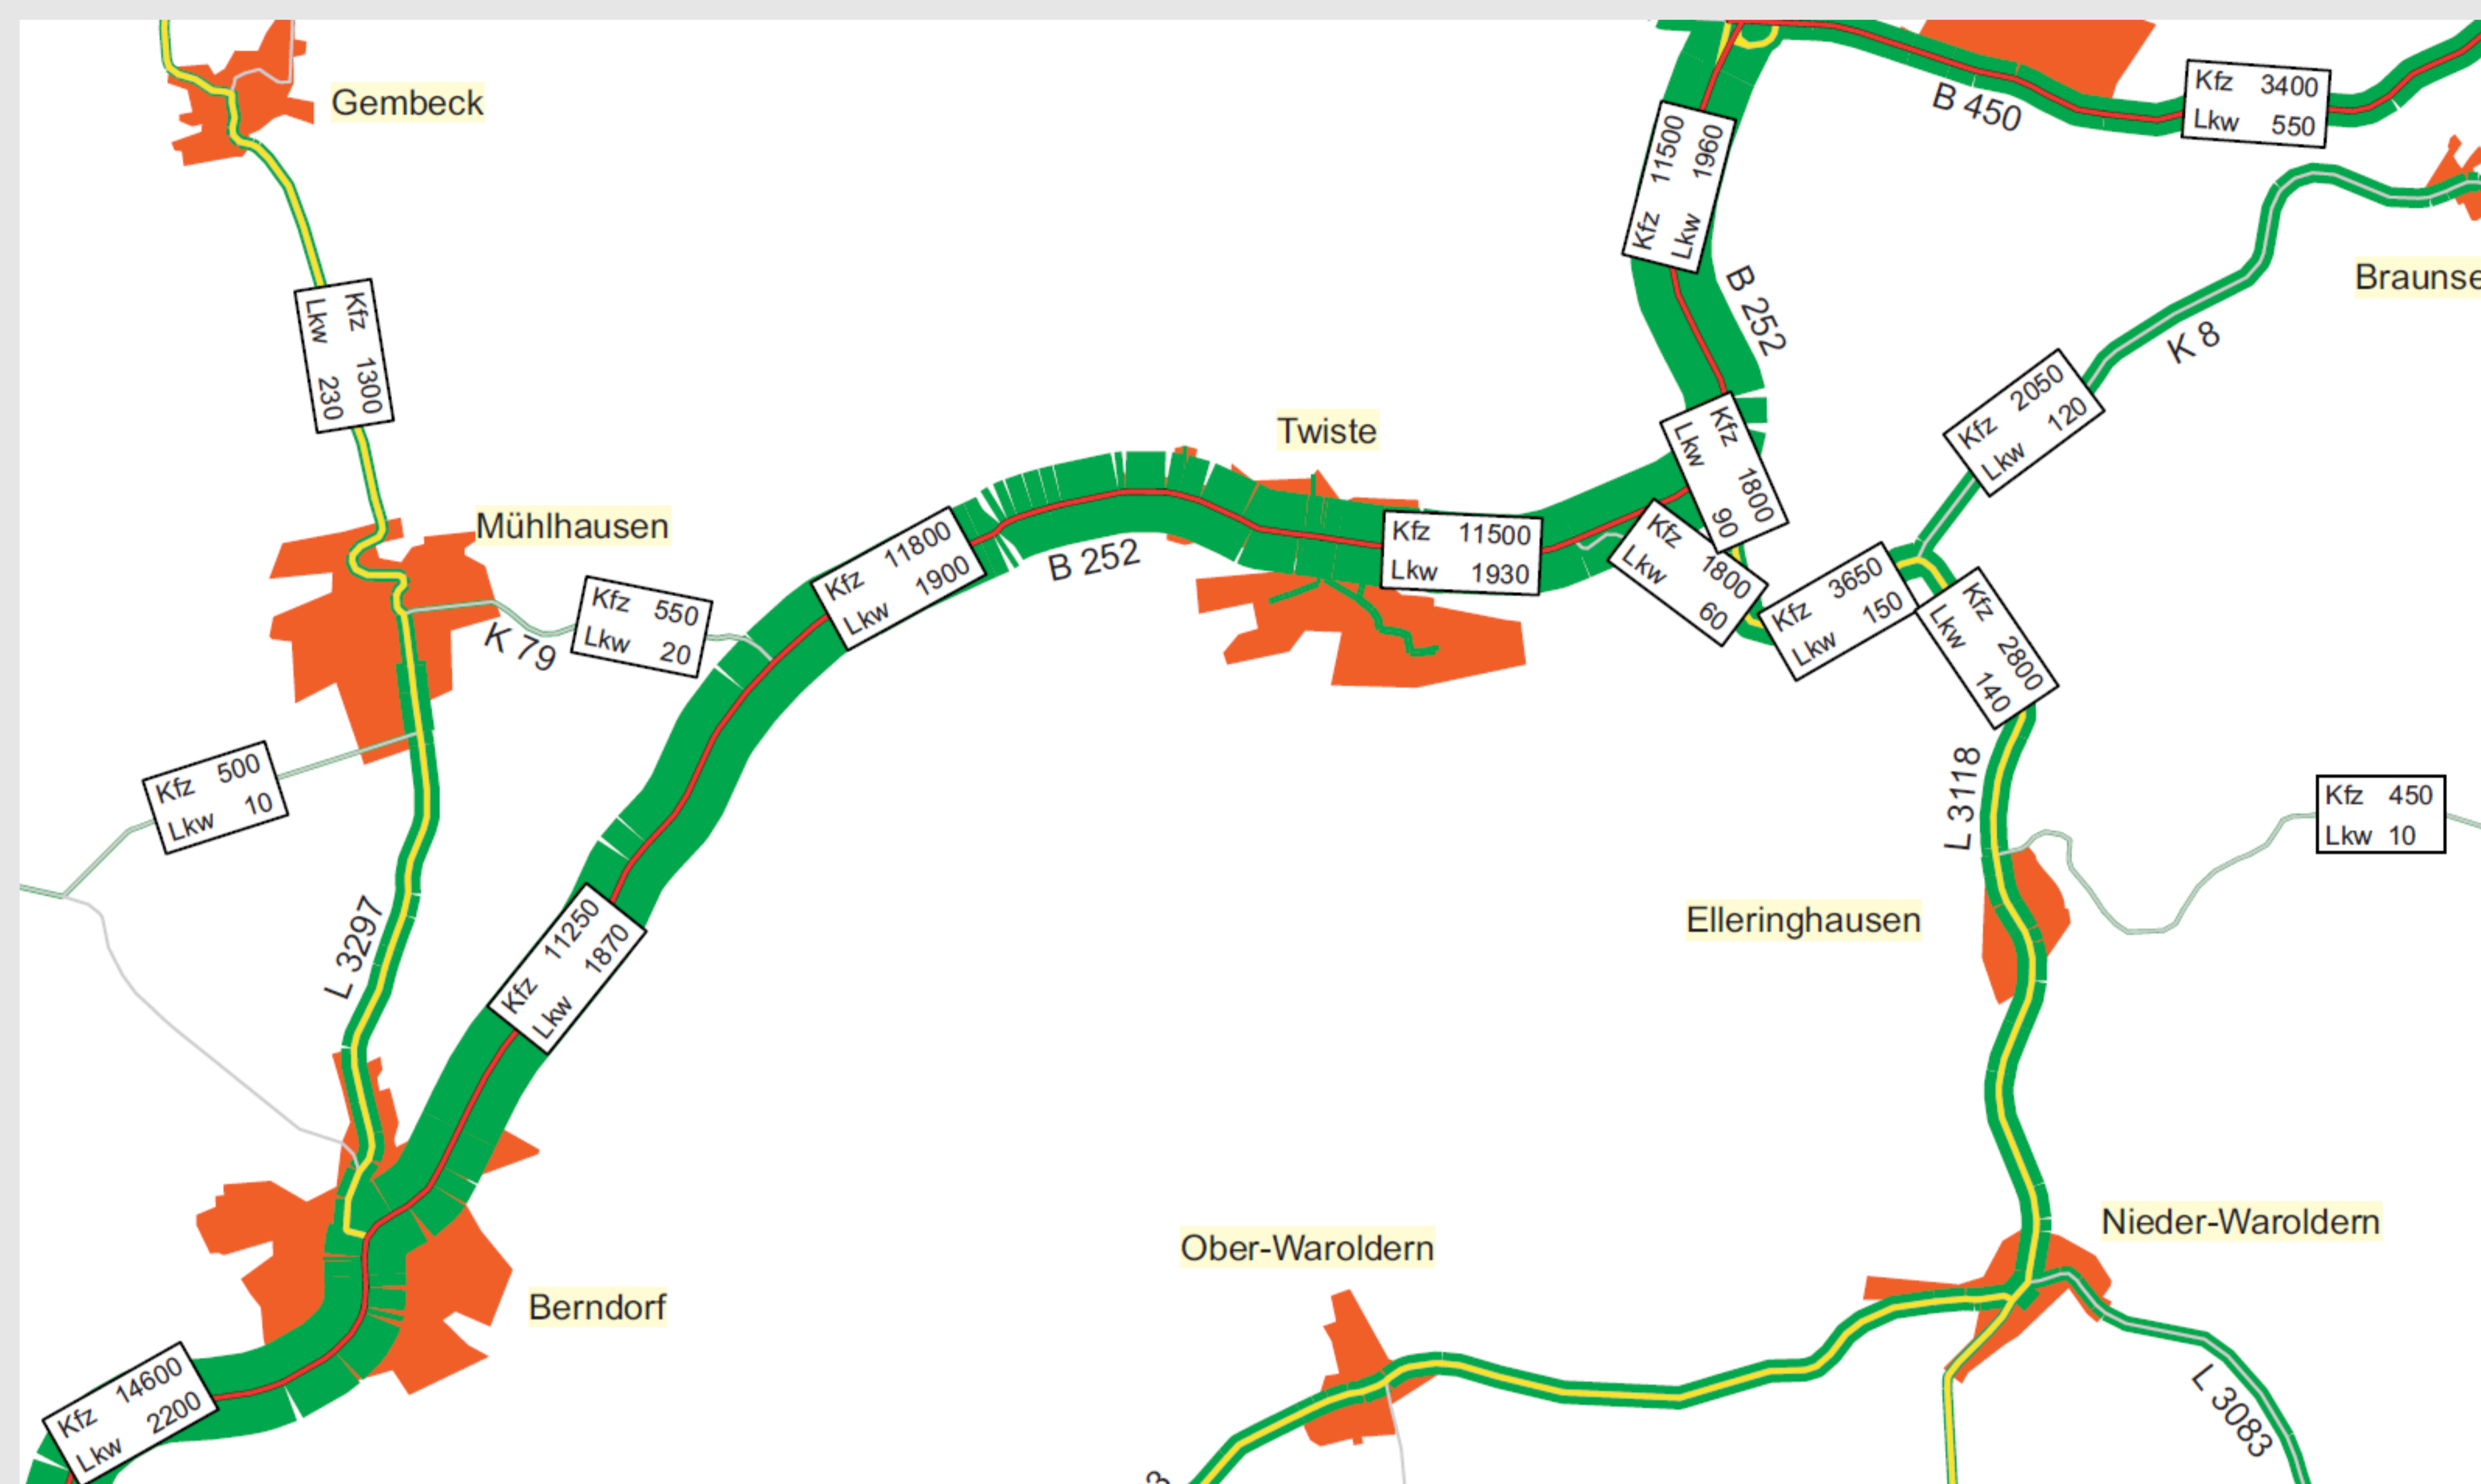 Gembeck
Kfz 3400
Lkw 550
B 450
Kfz 11500
Lkw 1960
B 252
Braunse
K 8
Kfz 1300
Lkw 230
Kfz 2050
Lkw 120
Twiste
Kfz 1800
Lkw 90
Mühlhausen
Kfz 11800
Lkw 1900
B 252
Kfz 11500
Lkw 1930
Kfz 1800
Lkw 60
Kfz 3650
Lkw 150
Kfz 2800
Lkw 140
K 79
Kfz 550
Lkw 20
Kfz 500
Lkw 10
L 3118
Kfz 450
Lkw 10
L 3297
Kfz 11250
Lkw 1870
Elleringhausen
Nieder-Waroldern
Ober-Waroldern
Berndorf
Kfz 14600
Lkw 2200
L 3083
3